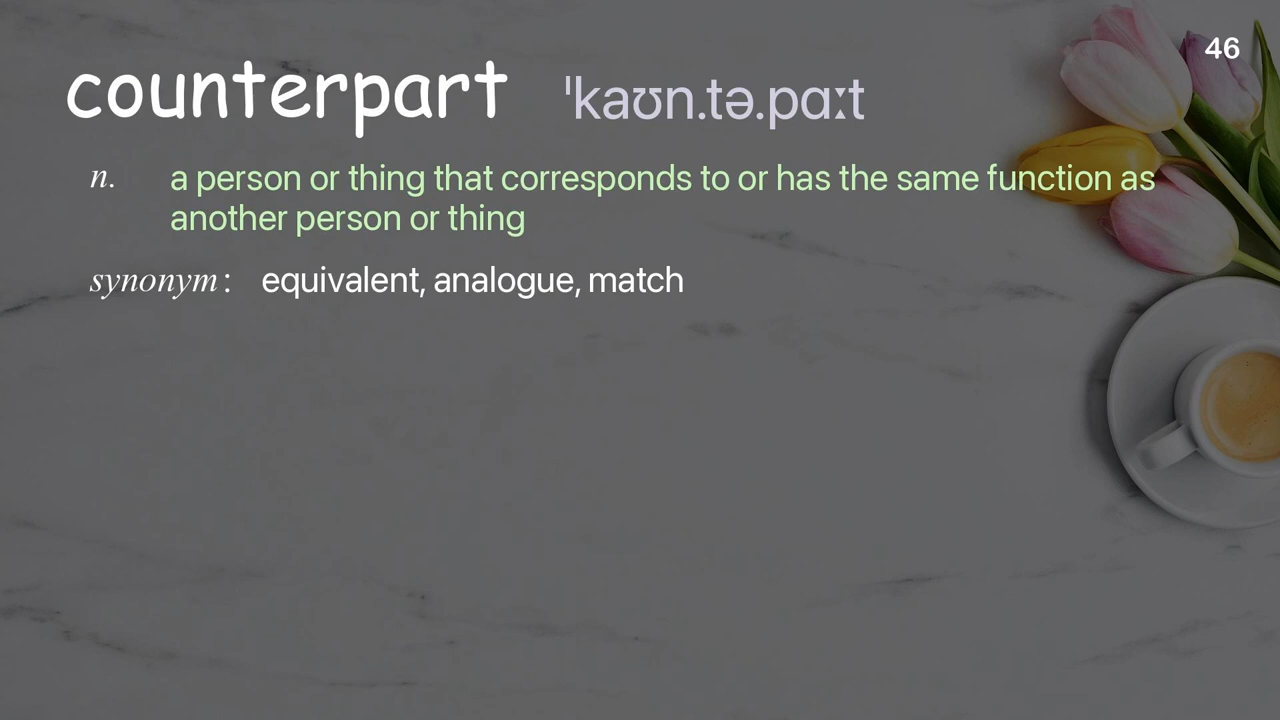 46
counterpart ˈkaʊn.tə.pɑːt
n. a person or thing that corresponds to or has the same function as
another person or thing
synonym: equivalent, analogue, match